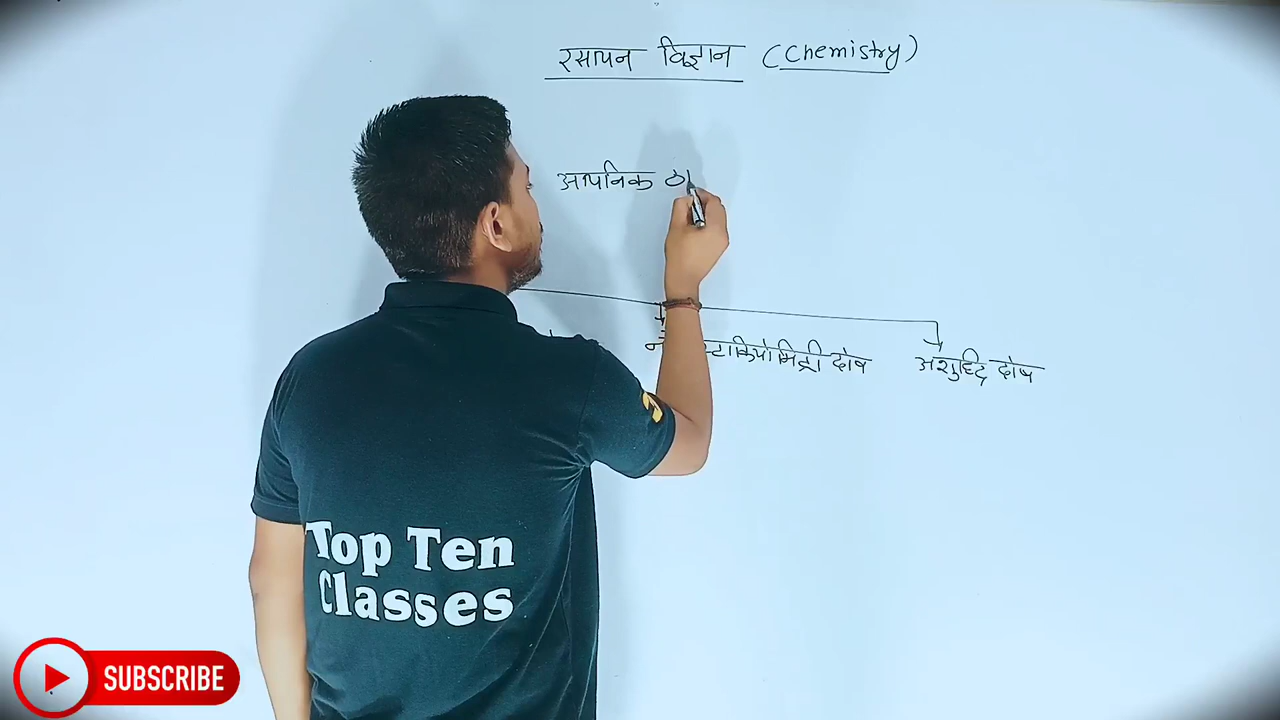 रसायन विज्ञान (Chemistry)
आयनिक ठा
स्टाकियोमिट्री दोष
अशुद्धि दोष
Top Ten
Classes
SUBSCRIBE